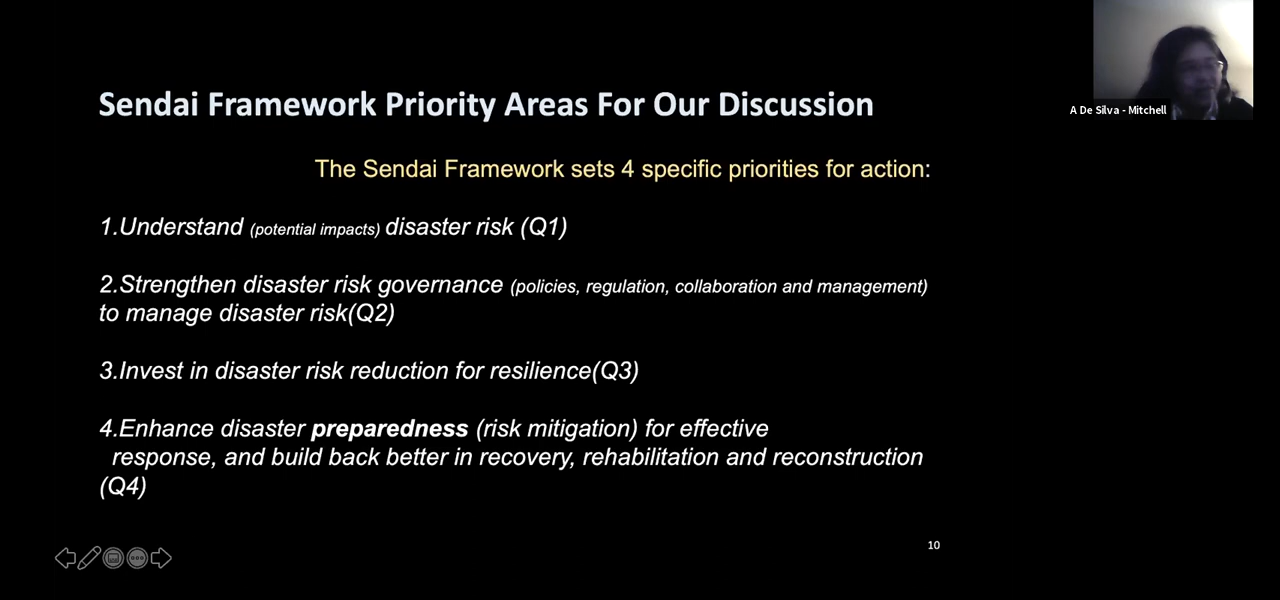 A De Silva - Mitchell
Sendai Framework Priority Areas For Our Discussion
The Sendai Framework sets 4 specific priorities for action:
1.Understand (potential impacts) disaster risk (Q1)
2.Strengthen disaster risk governance (policies, regulation, collaboration and management)
to manage disaster risk(Q2)
3.Invest in disaster risk reduction for resilience(Q3)
4.Enhance disaster preparedness (risk mitigation) for effective
response, and build back better in recovery, rehabilitation and reconstruction
(Q4)
10